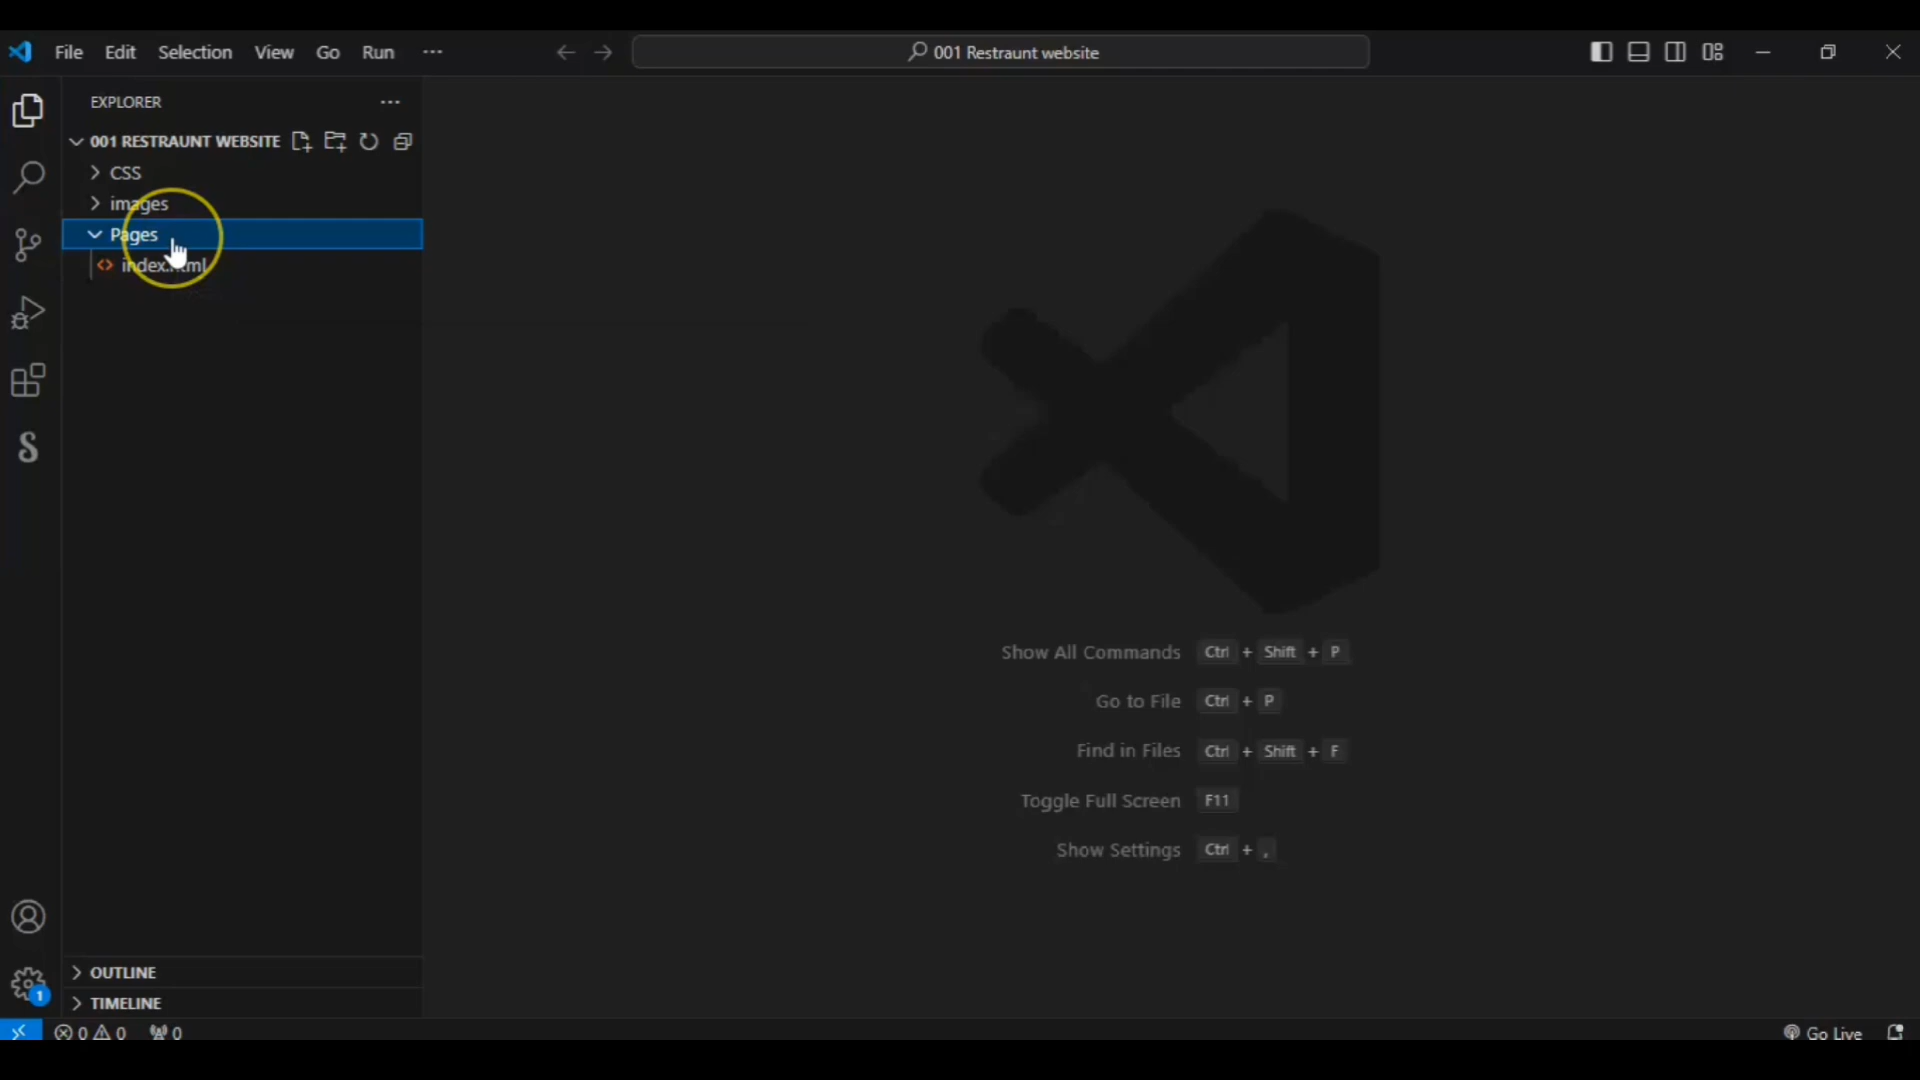 File Edit Selection View Go Run ···
001 Restraunt website
EXPLORER ···
001 RESTRAUNT WEBSITE
CSS
images
Pages
index.html
Show All Commands Ctrl + Shift + P
Go to File Ctrl + P
Find in Files Ctrl + Shift + F
Toggle Full Screen F11
Show Settings Ctrl + ,
1
OUTLINE
TIMELINE
0 0 0
Go Live